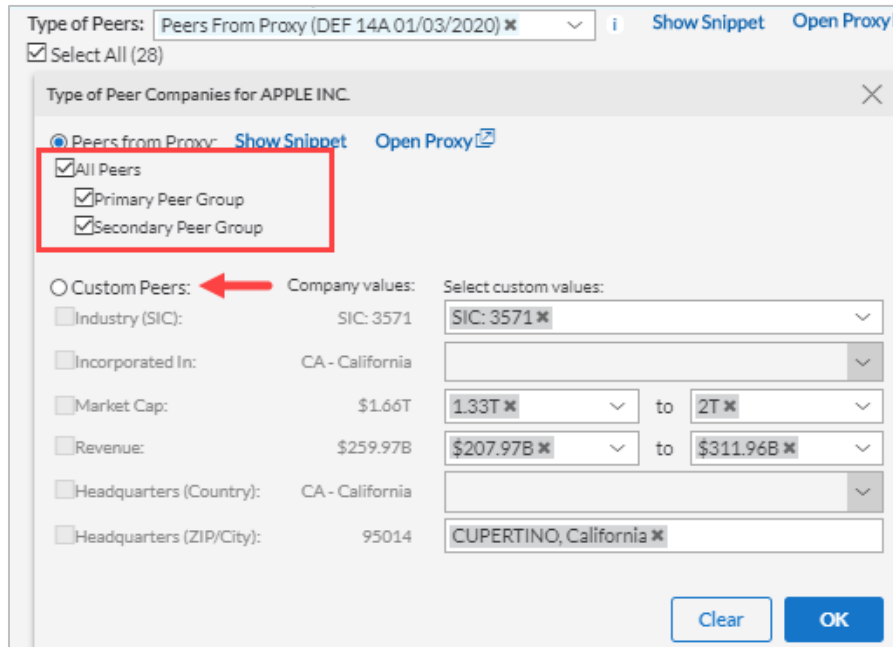 Type of Peers: Peers From Proxy (DEF 14A 01/03/2020) ✖ i Show Snippet Open Proxy
Select All (28)
Type of Peer Companies for APPLE INC.
Peers from Proxy: Show Snippet Open Proxy
All Peers
Primary Peer Group
Secondary Peer Group
Custom Peers: Company values: Select custom values:
Industry (SIC): SIC: 3571 SIC: 3571 ✖
Incorporated In: CA - California
Market Cap: $1.66T 1.33T ✖ to 2T ✖
Revenue: $259.97B $207.97B ✖ to $311.96B ✖
Headquarters (Country): CA - California
Headquarters (ZIP/City): 95014 CUPERTINO, California ✖
Clear OK